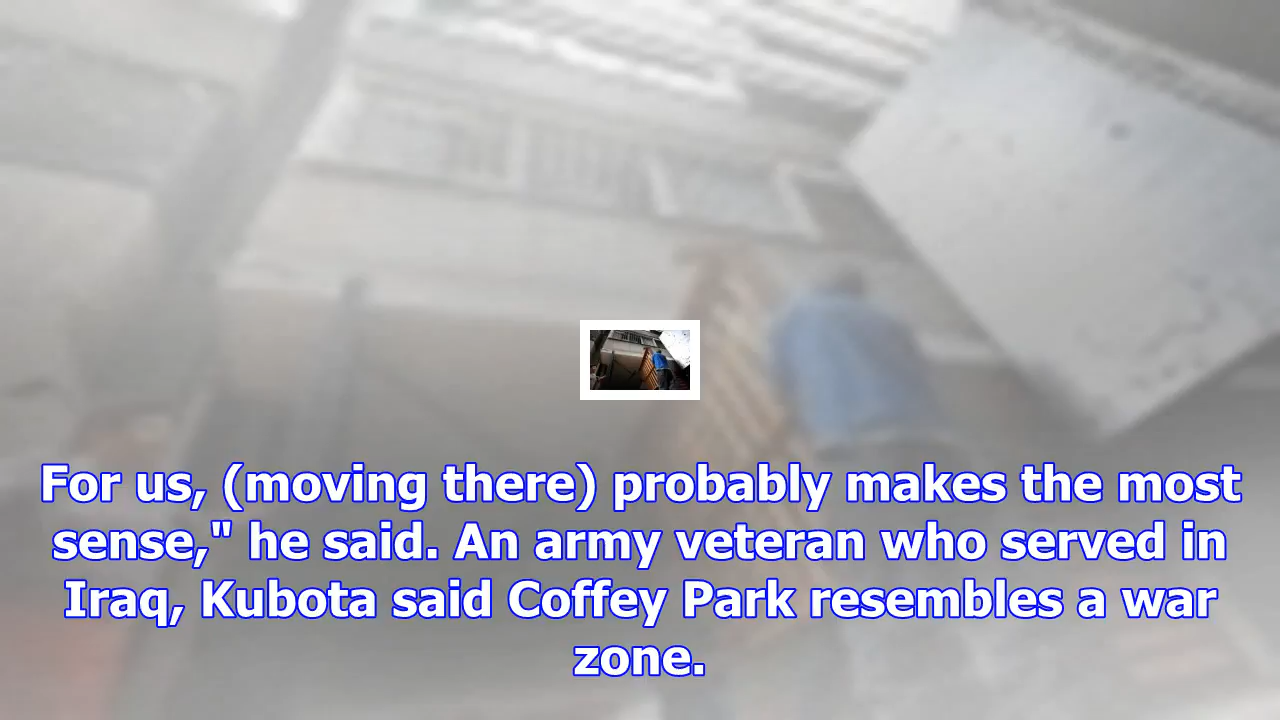 For us, (moving there) probably makes the most
sense," he said. An army veteran who served in
Iraq, Kubota said Coffey Park resembles a war
zone.